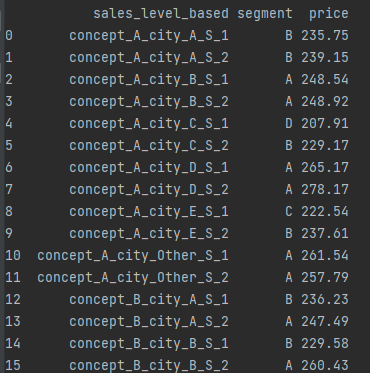 sales_level_based segment price
0 concept_A_city_A_S_1 B 235.75
1 concept_A_city_A_S_2 B 239.15
2 concept_A_city_B_S_1 A 248.54
3 concept_A_city_B_S_2 A 248.92
4 concept_A_city_C_S_1 D 207.91
5 concept_A_city_C_S_2 B 229.17
6 concept_A_city_D_S_1 A 265.17
7 concept_A_city_D_S_2 A 278.17
8 concept_A_city_E_S_1 C 222.54
9 concept_A_city_E_S_2 B 237.61
10 concept_A_city_Other_S_1 A 261.54
11 concept_A_city_Other_S_2 A 257.79
12 concept_B_city_A_S_1 B 236.23
13 concept_B_city_A_S_2 A 247.49
14 concept_B_city_B_S_1 B 229.58
15 concept_B_city_B_S_2 A 260.43